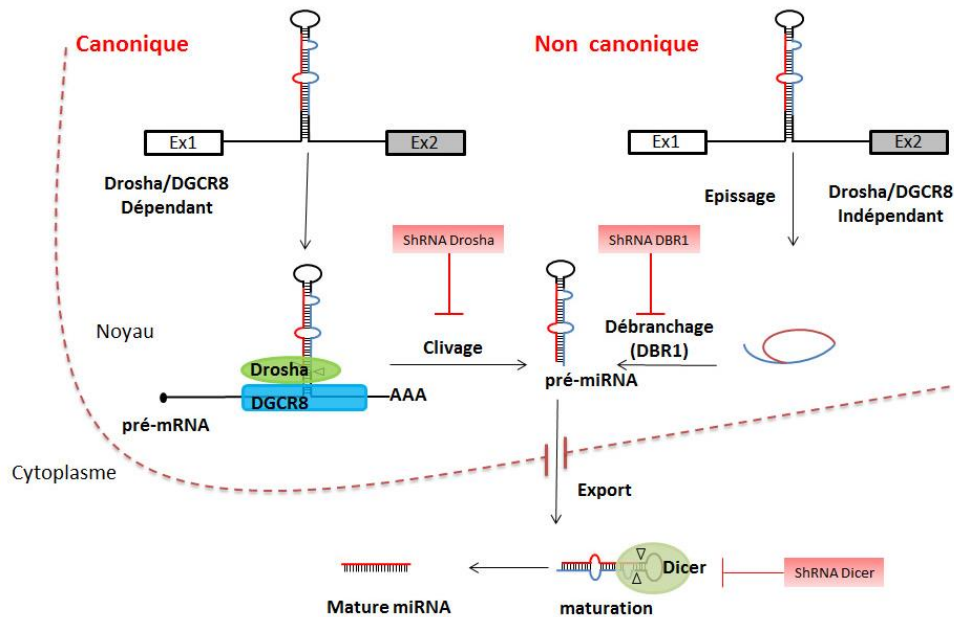 Canonique
Non canonique
Ex1
Ex2
Ex1
Ex2
Drosha/DGCR8
Dépendant
Epissage
Drosha/DGCR8
Indépendant
ShRNA Drosha
ShRNA DBR1
Noyau
Clivage
Débranchage
(DBR1)
Drosha
DGCR8
AAA
pré-miRNA
pré-mRNA
Cytoplasme
Export
Dicer
ShRNA Dicer
Mature miRNA
maturation